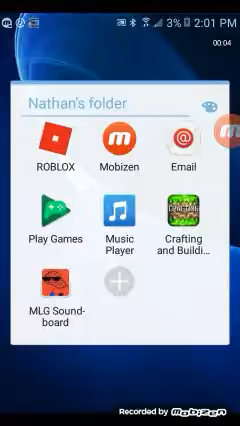 3% 2:01 PM
00:04
Nathan's folder
ROBLOX
Mobizen
Email
Play Games
Music
Player
Crafting
and Buildi...
MLG Sound-
board
Recorded by mobizen